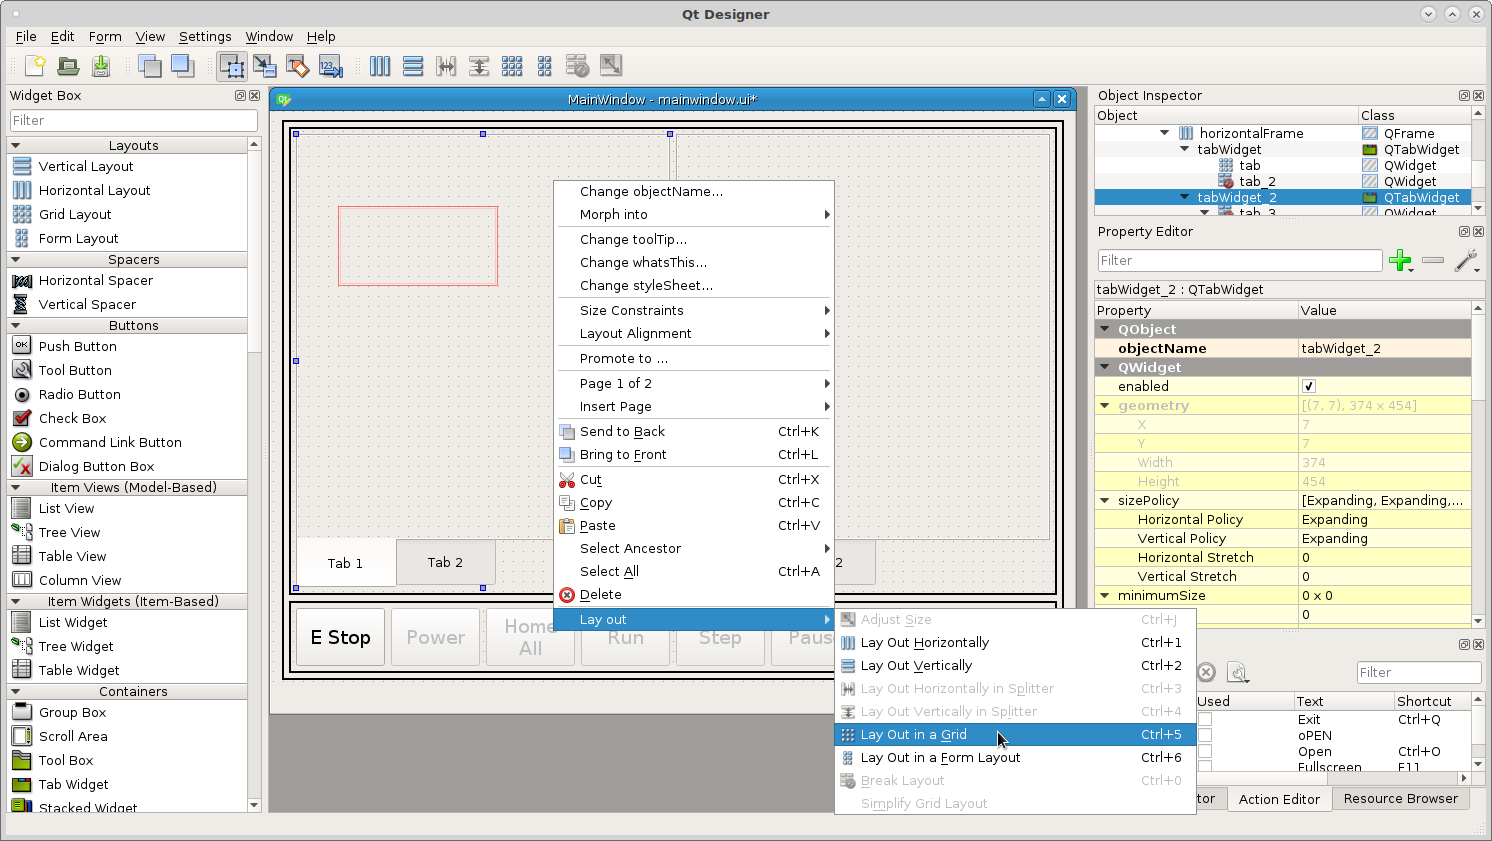 Qt Designer
File Edit Form View Settings Window Help
Widget Box
Filter
Layouts
Vertical Layout
Horizontal Layout
Grid Layout
Form Layout
Spacers
Horizontal Spacer
Vertical Spacer
Buttons
OK Push Button
Tool Button
Radio Button
Check Box
Command Link Button
Dialog Button Box
Item Views (Model-Based)
List View
Tree View
Table View
Column View
Item Widgets (Item-Based)
List Widget
Tree Widget
Table Widget
Containers
Group Box
Scroll Area
Tool Box
Tab Widget
Stacked Widget
MainWindow - mainwindow.ui*
Tab 1 Tab 2
2
E Stop Power Home All Run Step Paus
Change objectName...
Morph into
Change toolTip...
Change whatsThis...
Change styleSheet...
Size Constraints
Layout Alignment
Promote to ...
Page 1 of 2
Insert Page
Send to Back Ctrl+K
Bring to Front Ctrl+L
Cut Ctrl+X
Copy Ctrl+C
Paste Ctrl+V
Select Ancestor
Select All Ctrl+A
Delete
Lay out
Adjust Size Ctrl+J
Lay Out Horizontally Ctrl+1
Lay Out Vertically Ctrl+2
Lay Out Horizontally in Splitter Ctrl+3
Lay Out Vertically in Splitter Ctrl+4
Lay Out in a Grid Ctrl+5
Lay Out in a Form Layout Ctrl+6
Break Layout Ctrl+0
Simplify Grid Layout
Object Inspector
Object Class
horizontalFrame QFrame
tabWidget QTabWidget
tab QWidget
tab_2 QWidget
tabWidget_2 QTabWidget
tab_3 QWidget
Property Editor
Filter
tabWidget_2 : QTabWidget
Property Value
QObject
objectName tabWidget_2
QWidget
enabled
geometry [(7, 7), 374 x 454]
X 7
Y 7
Width 374
Height 454
sizePolicy [Expanding, Expanding,...
Horizontal Policy Expanding
Vertical Policy Expanding
Horizontal Stretch 0
Vertical Stretch 0
minimumSize 0 x 0
0
Filter
Used Text Shortcut
Exit Ctrl+Q
oPEN
Open Ctrl+O
Fullscreen F11
tor Action Editor Resource Browser